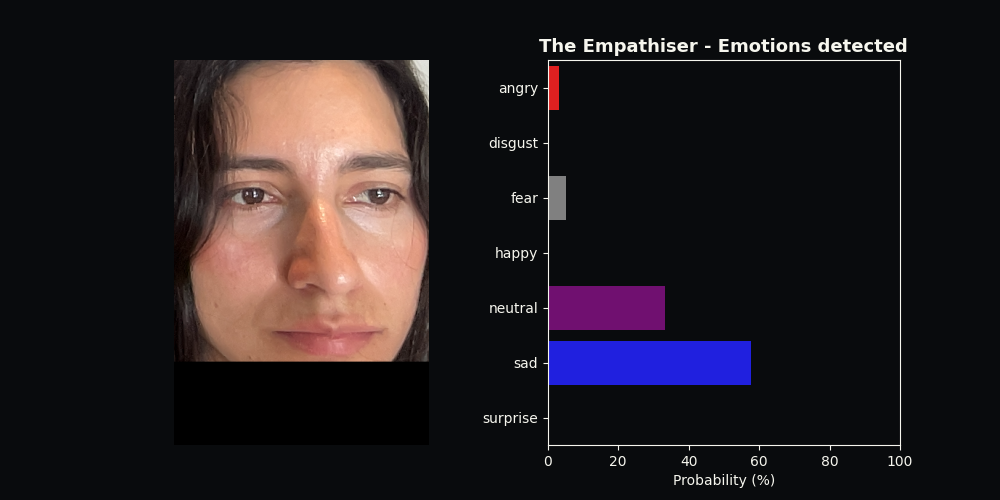 The Empathiser - Emotions detected
angry
disgust
fear
happy
neutral
sad
surprise
0 20 40 60 80 100
Probability (%)